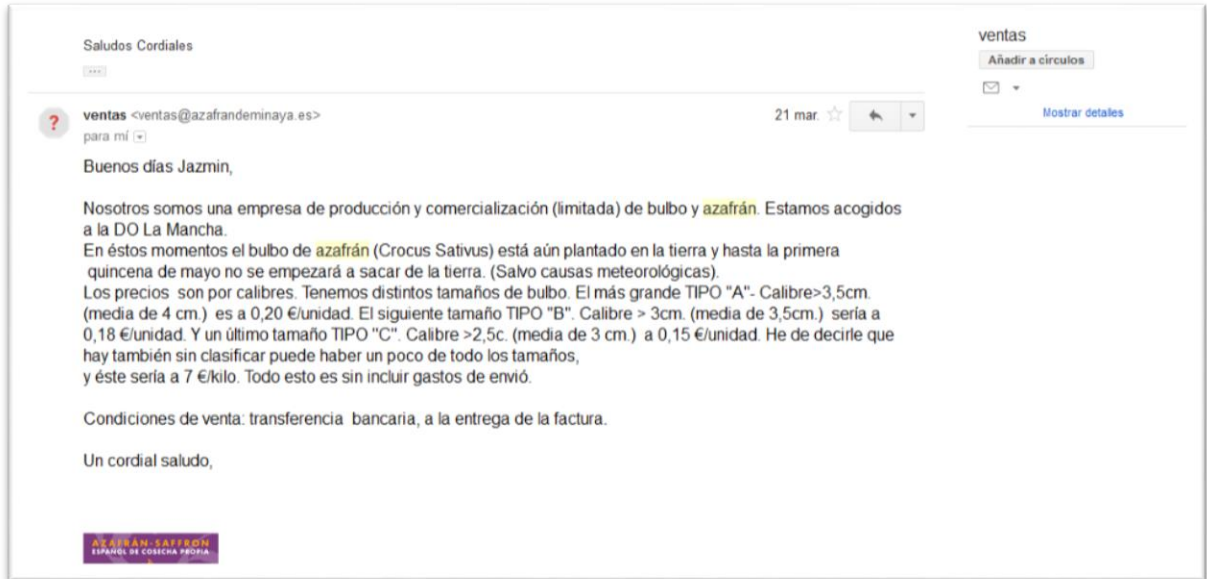 Saludos Cordiales
ventas
Añadir a círculos
Mostrar detalles
ventas <ventas@azafrandeminaya.es>
21 mar.
para mí
Buenos días Jazmin,
Nosotros somos una empresa de producción y comercialización (limitada) de bulbo y azafrán. Estamos acogidos
a la DO La Mancha.
En éstos momentos el bulbo de azafrán (Crocus Sativus) está aún plantado en la tierra y hasta la primera
quincena de mayo no se empezará a sacar de la tierra. (Salvo causas meteorológicas).
Los precios son por calibres. Tenemos distintos tamaños de bulbo. El más grande TIPO "A"- Calibre>3,5cm.
(media de 4 cm.) es a 0,20 €/unidad. El siguiente tamaño TIPO "B". Calibre > 3cm. (media de 3,5cm.) sería a
0,18 €/unidad. Y un último tamaño TIPO "C". Calibre >2,5c. (media de 3 cm.) a 0,15 €/unidad. He de decirle que
hay también sin clasificar puede haber un poco de todo los tamaños,
y éste sería a 7 €/kilo. Todo esto es sin incluir gastos de envió.
Condiciones de venta: transferencia bancaria, a la entrega de la factura.
Un cordial saludo,
AZAFRÁN-SAFFRON
ESPAÑOL DE COSECHA PROPIA